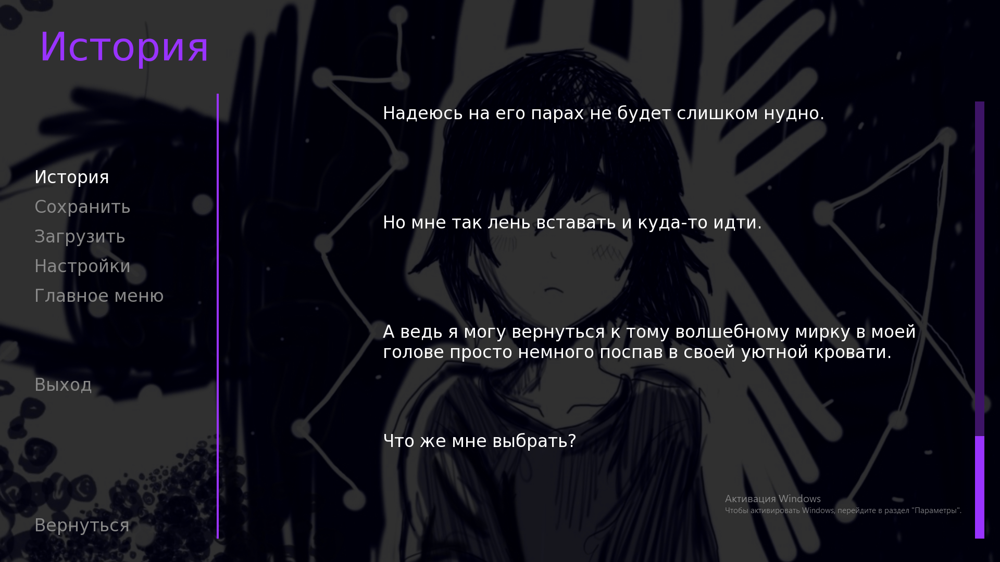 История
История
Сохранить
Загрузить
Настройки
Главное меню
Выход
Вернуться
Надеюсь на его парах не будет слишком нудно.
Но мне так лень вставать и куда-то идти.
А ведь я могу вернуться к тому волшебному мирку в моей
голове просто немного поспав в своей уютной кровати.
Что же мне выбрать?
Активация Windows
Чтобы активировать Windows, перейдите в раздел "Параметры".